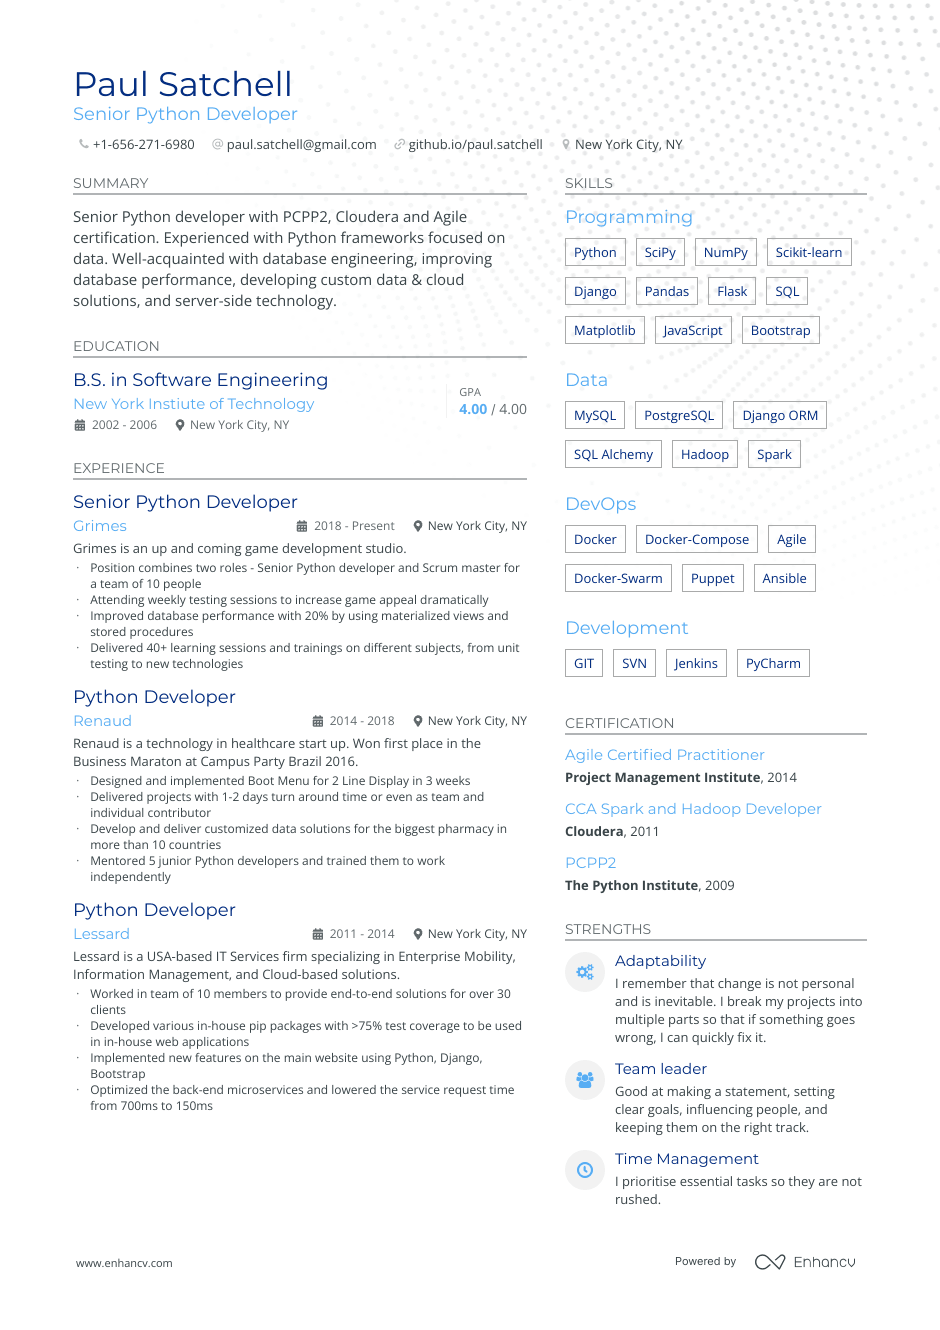 Paul Satchell
Senior Python Developer
+1-656-271-6980 @ paul.satchell@gmail.com github.io/paul.satchell New York City, NY
SUMMARY
Senior Python developer with PCPP2, Cloudera and Agile
certification. Experienced with Python frameworks focused on
data. Well-acquainted with database engineering, improving
database performance, developing custom data & cloud
solutions, and server-side technology.
EDUCATION
B.S. in Software Engineering
New York Instiute of Technology
2002 - 2006 New York City, NY
GPA
4.00 / 4.00
EXPERIENCE
Senior Python Developer
Grimes 2018 - Present New York City, NY
Grimes is an up and coming game development studio.
· Position combines two roles - Senior Python developer and Scrum master for
a team of 10 people
· Attending weekly testing sessions to increase game appeal dramatically
· Improved database performance with 20% by using materialized views and
stored procedures
· Delivered 40+ learning sessions and trainings on different subjects, from unit
testing to new technologies
Python Developer
Renaud 2014 - 2018 New York City, NY
Renaud is a technology in healthcare start up. Won first place in the
Business Maraton at Campus Party Brazil 2016.
· Designed and implemented Boot Menu for 2 Line Display in 3 weeks
· Delivered projects with 1-2 days turn around time or even as team and
individual contributor
· Develop and deliver customized data solutions for the biggest pharmacy in
more than 10 countries
· Mentored 5 junior Python developers and trained them to work
independently
Python Developer
Lessard 2011 - 2014 New York City, NY
Lessard is a USA-based IT Services firm specializing in Enterprise Mobility,
Information Management, and Cloud-based solutions.
· Worked in team of 10 members to provide end-to-end solutions for over 30
clients
· Developed various in-house pip packages with >75% test coverage to be used
in in-house web applications
· Implemented new features on the main website using Python, Django,
Bootstrap
· Optimized the back-end microservices and lowered the service request time
from 700ms to 150ms
SKILLS
Programming
Python SciPy NumPy Scikit-learn
Django Pandas Flask SQL
Matplotlib JavaScript Bootstrap
Data
MySQL PostgreSQL Django ORM
SQL Alchemy Hadoop Spark
DevOps
Docker Docker-Compose Agile
Docker-Swarm Puppet Ansible
Development
GIT SVN Jenkins PyCharm
CERTIFICATION
Agile Certified Practitioner
Project Management Institute, 2014
CCA Spark and Hadoop Developer
Cloudera, 2011
PCPP2
The Python Institute, 2009
STRENGTHS
Adaptability
I remember that change is not personal
and is inevitable. I break my projects into
multiple parts so that if something goes
wrong, I can quickly fix it.
Team leader
Good at making a statement, setting
clear goals, influencing people, and
keeping them on the right track.
Time Management
I prioritise essential tasks so they are not
rushed.
www.enhancv.com
Powered by Enhancv